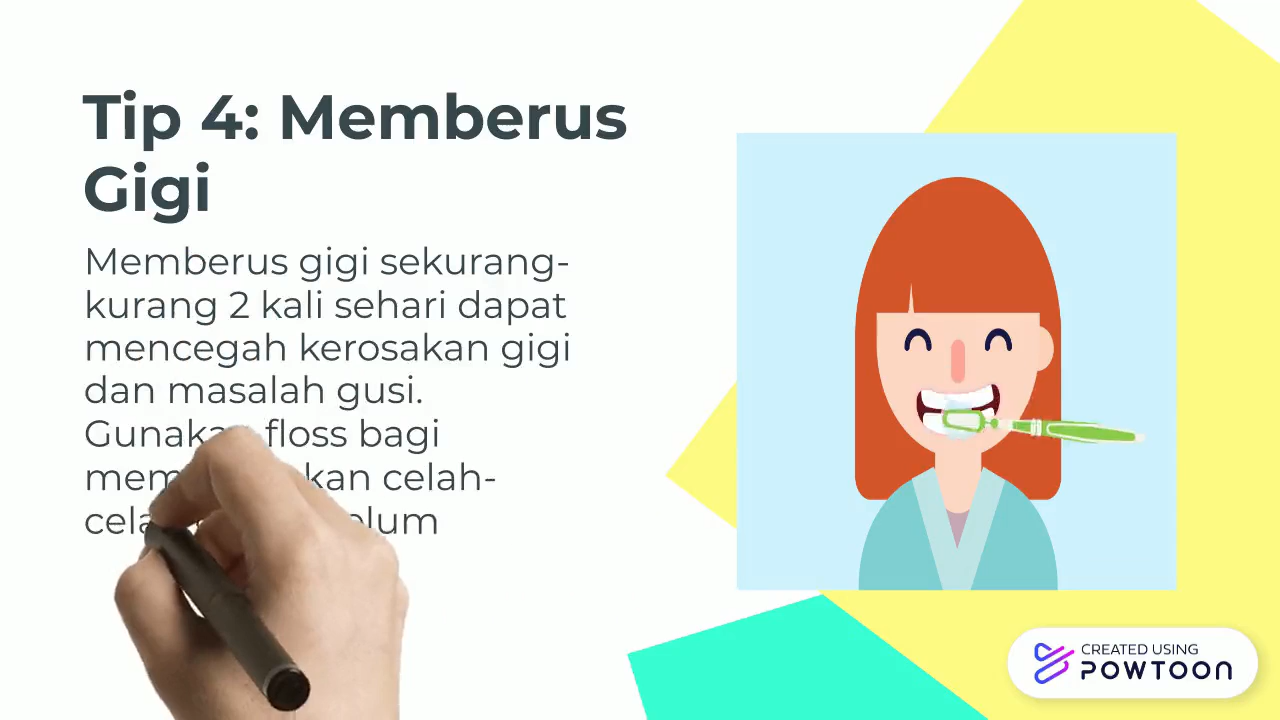 Tip 4: Memberus
Gigi
Memberus gigi sekurang-
kurang 2 kali sehari dapat
mencegah kerosakan gigi
dan masalah gusi.
floss bagi
celah-
CREATED USING
POWTOON